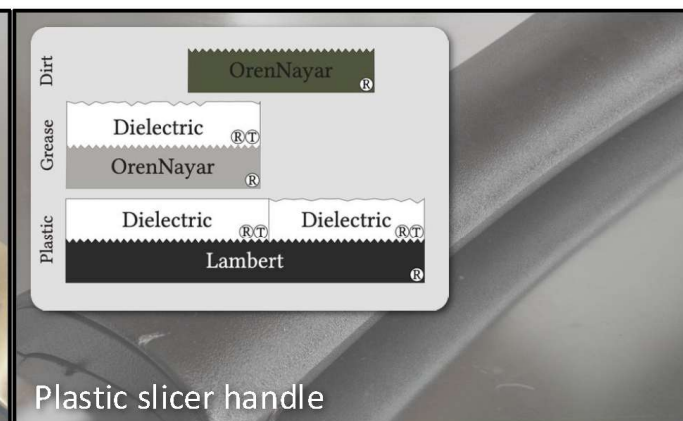 Dirt
OrenNayar
R
Grease
Dielectric
R T
OrenNayar
R
Plastic
Dielectric
R T
Dielectric
R T
Lambert
R
Plastic slicer handle